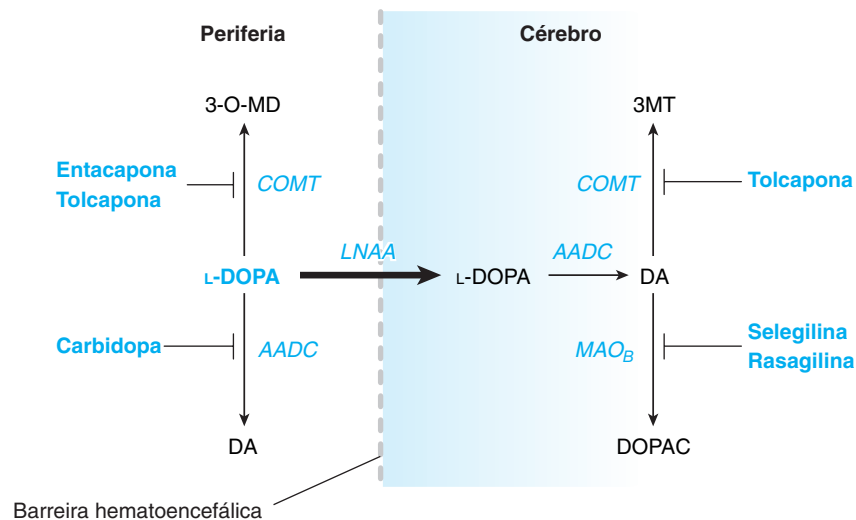 Periferia
Cérebro
3-O-MD
3MT
Entacapona
Tolcapona
COMT
COMT
Tolcapona
LNAA
AADC
L-DOPA
L-DOPA
DA
Carbidopa
AADC
MAOB
Selegilina
Rasagilina
DA
DOPAC
Barreira hematoencefálica